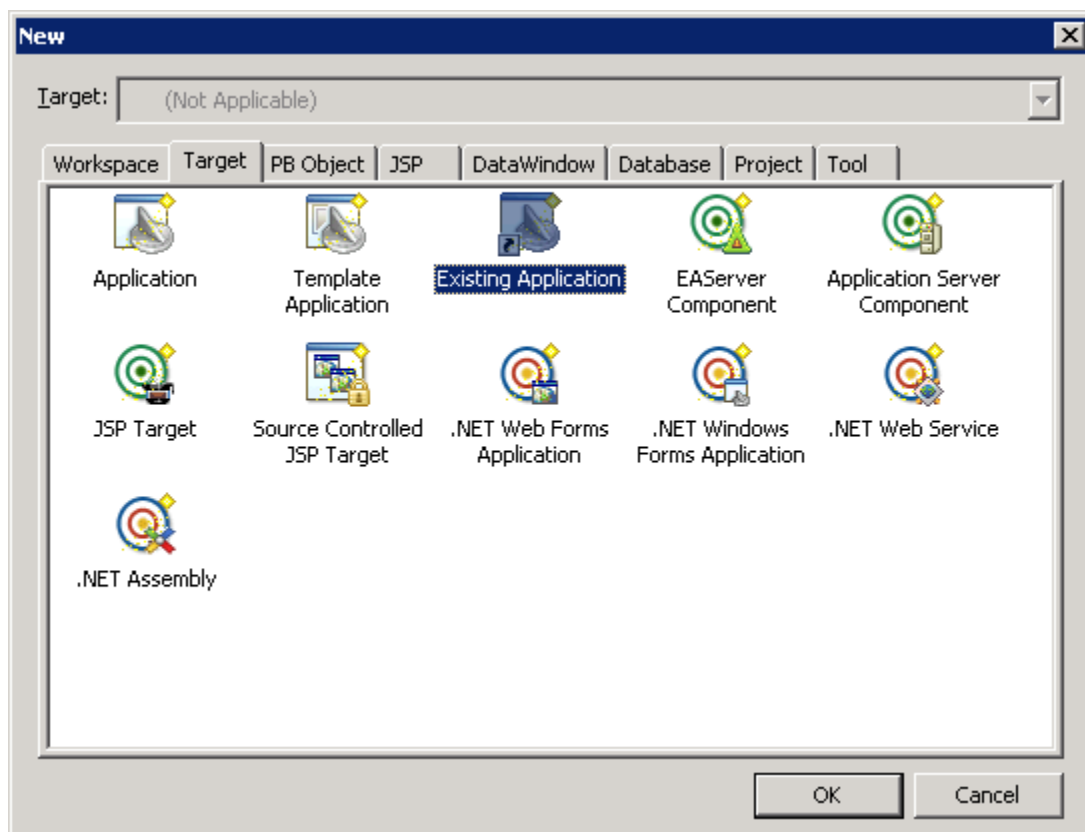 New
Target: (Not Applicable)
Workspace Target PB Object JSP DataWindow Database Project Tool
Application
Template
Application
Existing Application
EAServer
Component
Application Server
Component
JSP Target
Source Controlled
JSP Target
.NET Web Forms
Application
.NET Windows
Forms Application
.NET Web Service
.NET Assembly
OK Cancel